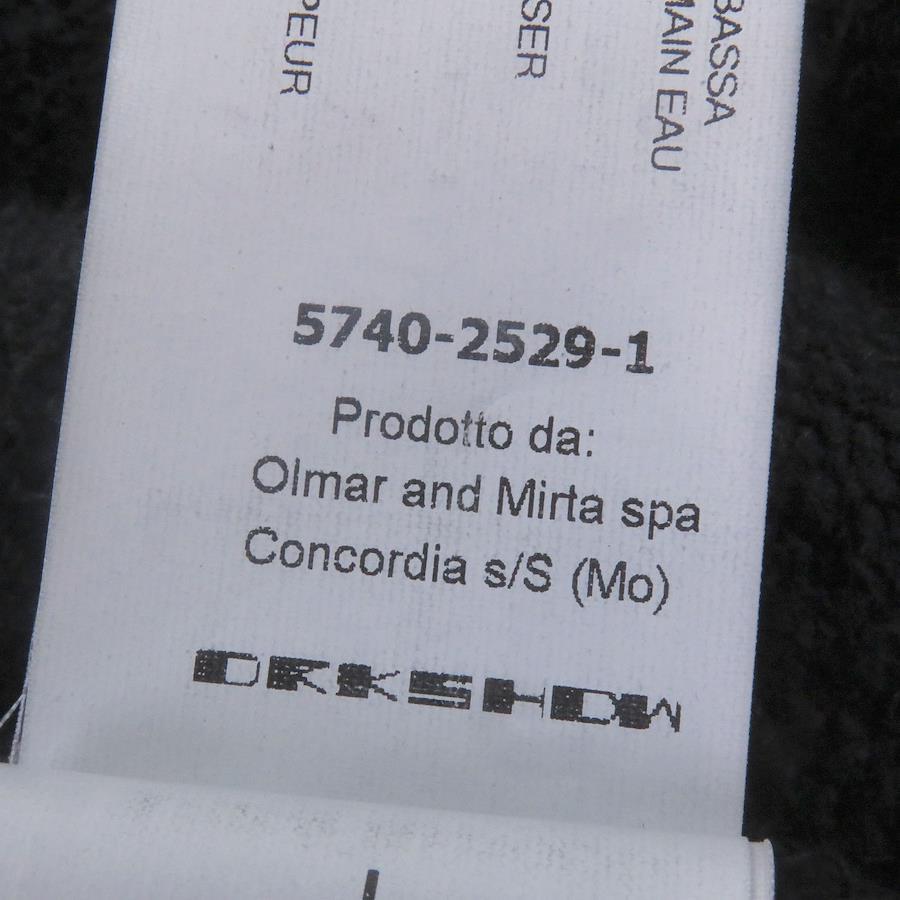 PEUR
SER
MAIN EAU
BASSA
5740-2529-1
Prodotto da:
Olmar and Mirta spa
Concordia s/S (Mo)
DRKSHDW